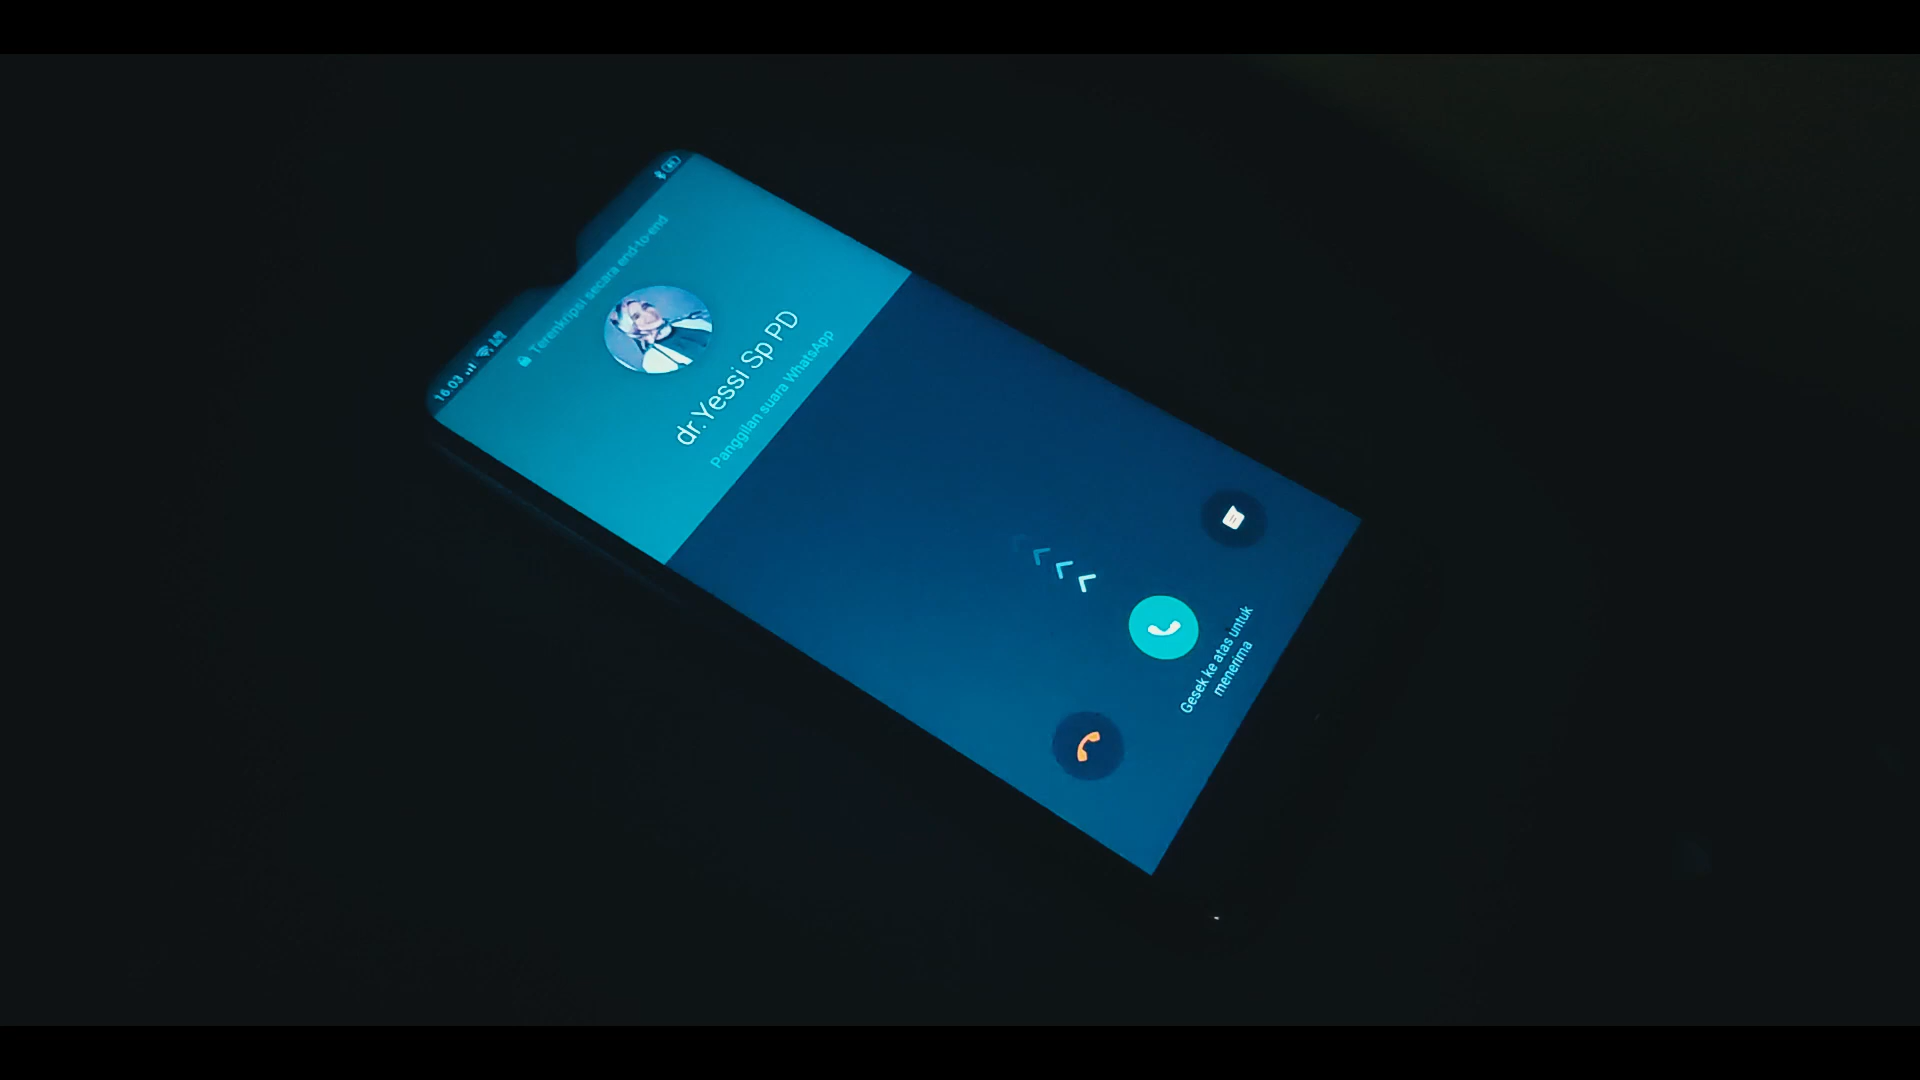 16.03
Terenkripsi secara end-to-end
dr.Yessi Sp PD
Panggilan suara WhatsApp
Gesek ke atas untuk
menerima